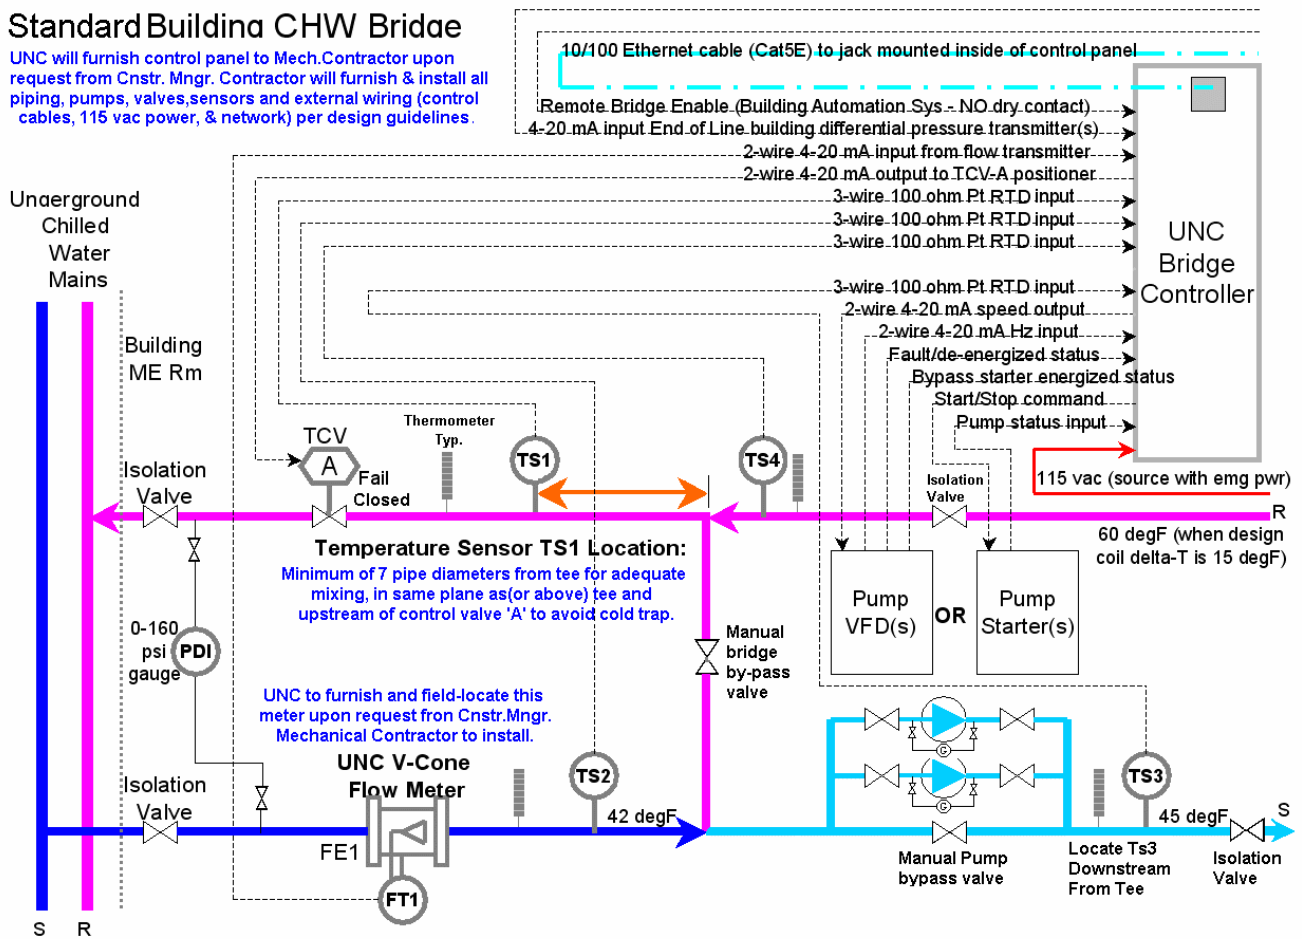 Standard Building CHW Bridge
UNC will furnish control panel to Mech.Contractor upon
request from Cnstr. Mngr. Contractor will furnish & install all
piping, pumps, valves,sensors and external wiring (control
cables, 115 vac power, & network) per design guidelines.
10/100 Ethernet cable (Cat5E) to jack mounted inside of control panel
Remote Bridge Enable (Building Automation Sys - NO dry contact)
4-20 mA input End of Line building differential pressure transmitter(s)
2-wire 4-20 mA input from flow transmitter
2-wire 4-20 mA output to TCV-A positioner
3-wire 100 ohm Pt RTD input
3-wire 100 ohm Pt RTD input
3-wire 100 ohm Pt RTD input
3-wire 100 ohm Pt RTD input
2-wire 4-20 mA speed output
2-wire 4-20 mA Hz input
Fault/de-energized status
Bypass starter energized status
Start/Stop command
Pump status input
UNC
Bridge
Controller
115 vac (source with emg pwr)
Underground
Chilled
Water
Mains
Building
ME Rm
Isolation
Valve
TCV
A
Fail
Closed
Thermometer
Typ.
TS1
TS4
Isolation
Valve
R
60 degF (when design
coil delta-T is 15 degF)
Temperature Sensor TS1 Location:
Minimum of 7 pipe diameters from tee for adequate
mixing, in same plane as(or above) tee and
upstream of control valve 'A' to avoid cold trap.
Pump
VFD(s)
OR
Pump
Starter(s)
0-160
psi
gauge
PDI
Manual
bridge
by-pass
valve
UNC to furnish and field-locate this
meter upon request fron Cnstr.Mngr.
Mechanical Contractor to install.
UNC V-Cone
Flow Meter
TS2
G
G
TS3
Isolation
Valve
42 degF
45 degF
S
FE1
FT1
Manual Pump
bypass valve
Locate Ts3
Downstream
From Tee
Isolation
Valve
S
R